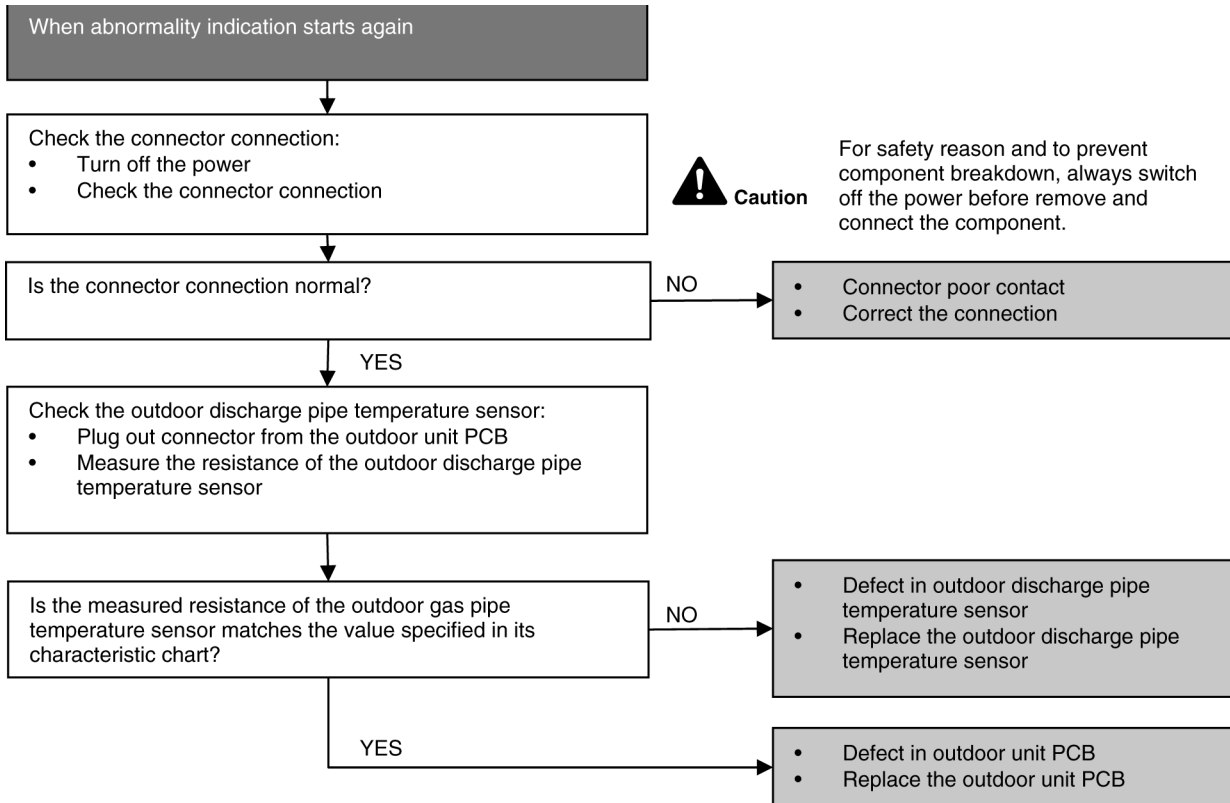 When abnormality indication starts again
Check the connector connection:
• Turn off the power
• Check the connector connection
Caution
For safety reason and to prevent
component breakdown, always switch
off the power before remove and
connect the component.
Is the connector connection normal?
NO
• Connector poor contact
• Correct the connection
YES
Check the outdoor discharge pipe temperature sensor:
• Plug out connector from the outdoor unit PCB
• Measure the resistance of the outdoor discharge pipe
temperature sensor
Is the measured resistance of the outdoor gas pipe
temperature sensor matches the value specified in its
characteristic chart?
NO
• Defect in outdoor discharge pipe
temperature sensor
• Replace the outdoor discharge pipe
temperature sensor
YES
• Defect in outdoor unit PCB
• Replace the outdoor unit PCB